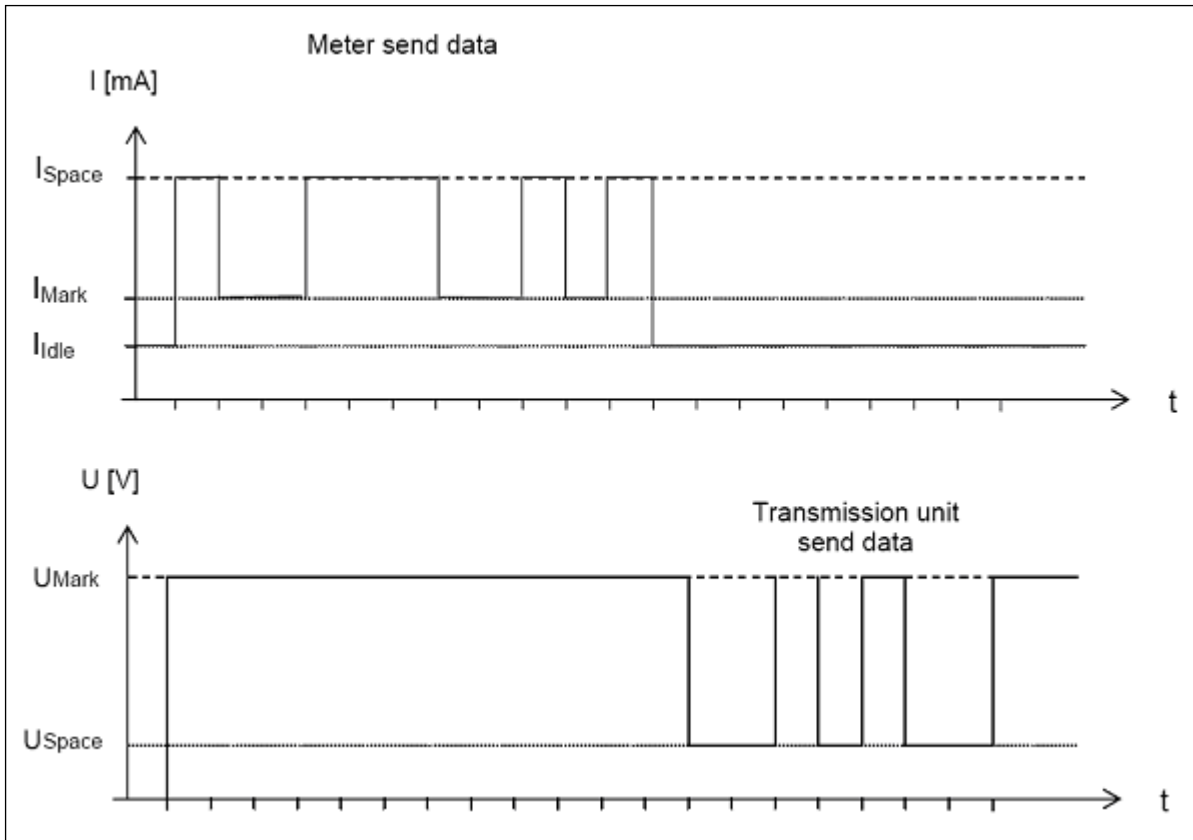 Meter send data
I [mA]
ISpace
IMark
IIdle
t
U [V]
Transmission unit
send data
UMark
USpace
t